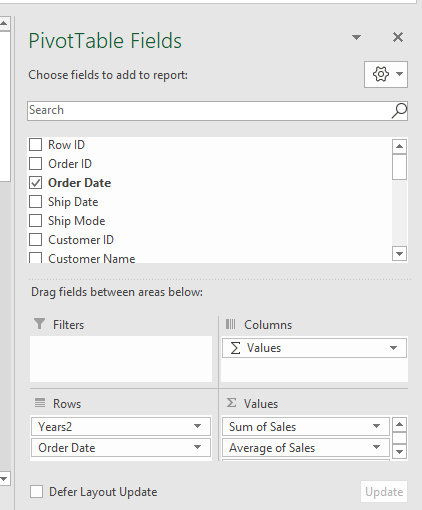 PivotTable Fields
Choose fields to add to report:
Search
Row ID
Order ID
Order Date
Ship Date
Ship Mode
Customer ID
Customer Name
Drag fields between areas below:
Filters
Columns
Σ Values
Rows
Σ Values
Years2
Sum of Sales
Order Date
Average of Sales
Defer Layout Update
Update